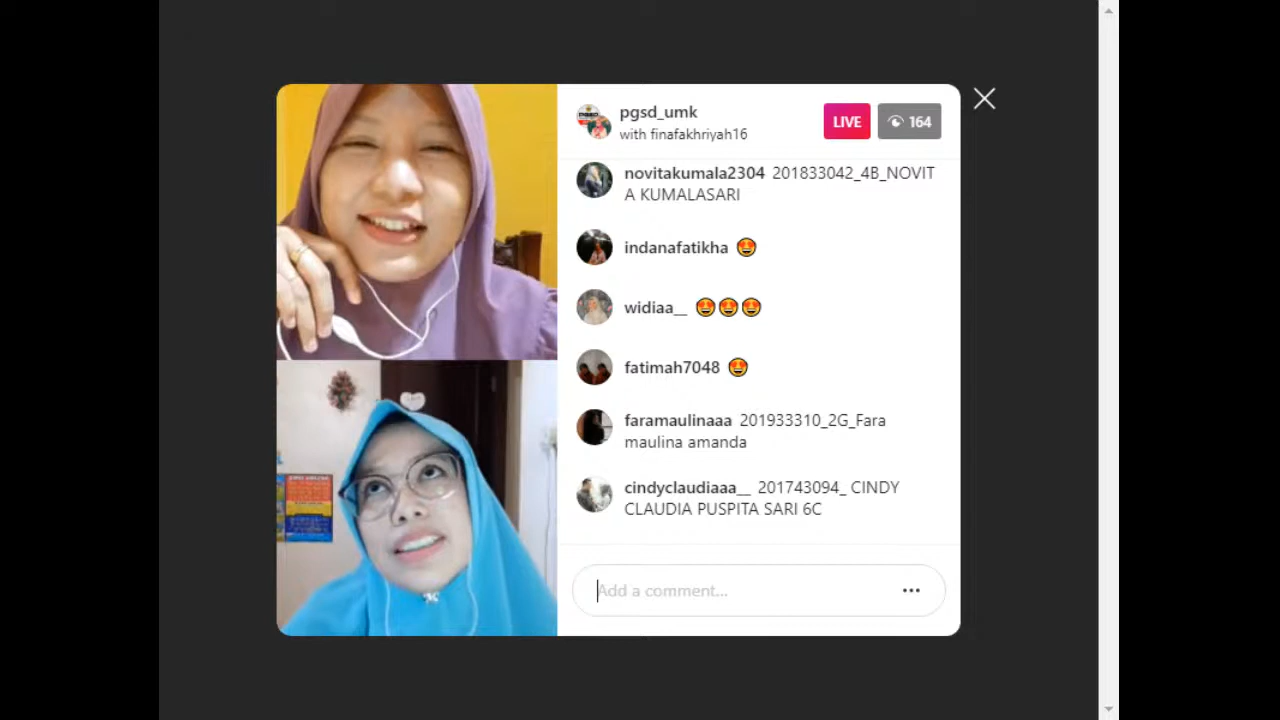 pgsd_umk
with finafakhriyah16
LIVE
164
novitakumala2304 201833042_4B_NOVIT
A KUMALASARI
indanafatikha 🤩
widiaa__ 🤩🤩🤩
fatimah7048 🤩
faramaulinaaa 201933310_2G_Fara
maulina amanda
cindyclaudiaaa__ 201743094_ CINDY
CLAUDIA PUSPITA SARI 6C
Add a comment...